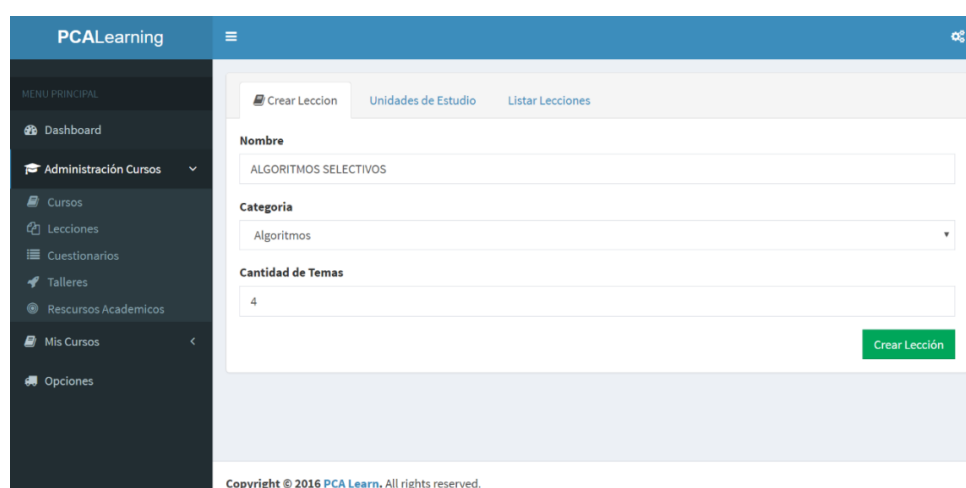 PCALearning
MENU PRINCIPAL
Dashboard
Administración Cursos
Cursos
Lecciones
Cuestionarios
Talleres
Rescursos Academicos
Mis Cursos
Opciones
Crear Leccion Unidades de Estudio Listar Lecciones
Nombre
ALGORITMOS SELECTIVOS
Categoria
Algoritmos
Cantidad de Temas
4
Crear Lección
Copyright © 2016 PCA Learn. All rights reserved.